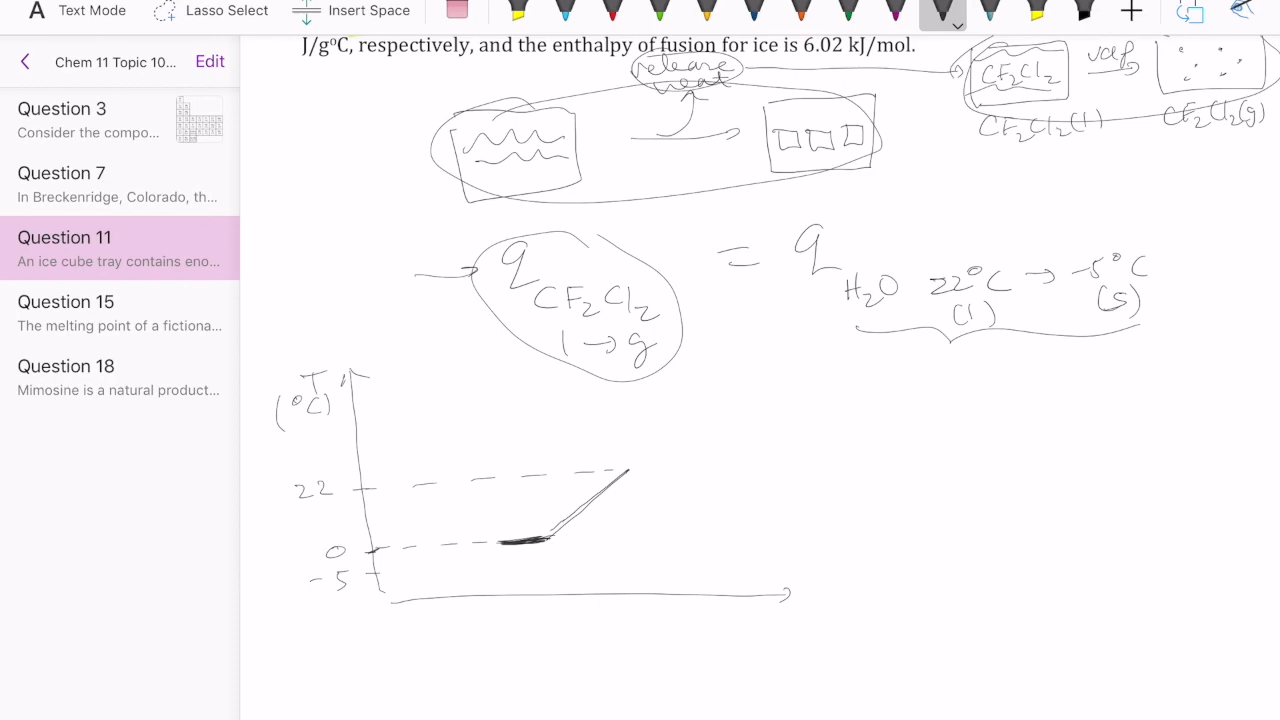 Text Mode
Lasso Select
Insert Space
Chem 11 Topic 10...
Edit
Question 3
Consider the compo...
Question 7
In Breckenridge, Colorado, th...
Question 11
An ice cube tray contains eno...
Question 15
The melting point of a fictiona...
Question 18
Mimosine is a natural product...
J/g°C, respectively, and the enthalpy of fusion for ice is 6.02 kJ/mol.
release
heat
CF₂Cl₂
vap
CF₂Cl₂(l)
CF₂Cl₂(g)
q CF₂Cl₂ l → g = q H₂O 22°C (l) → -5°C (s)
T
(°C)
22
0
-5